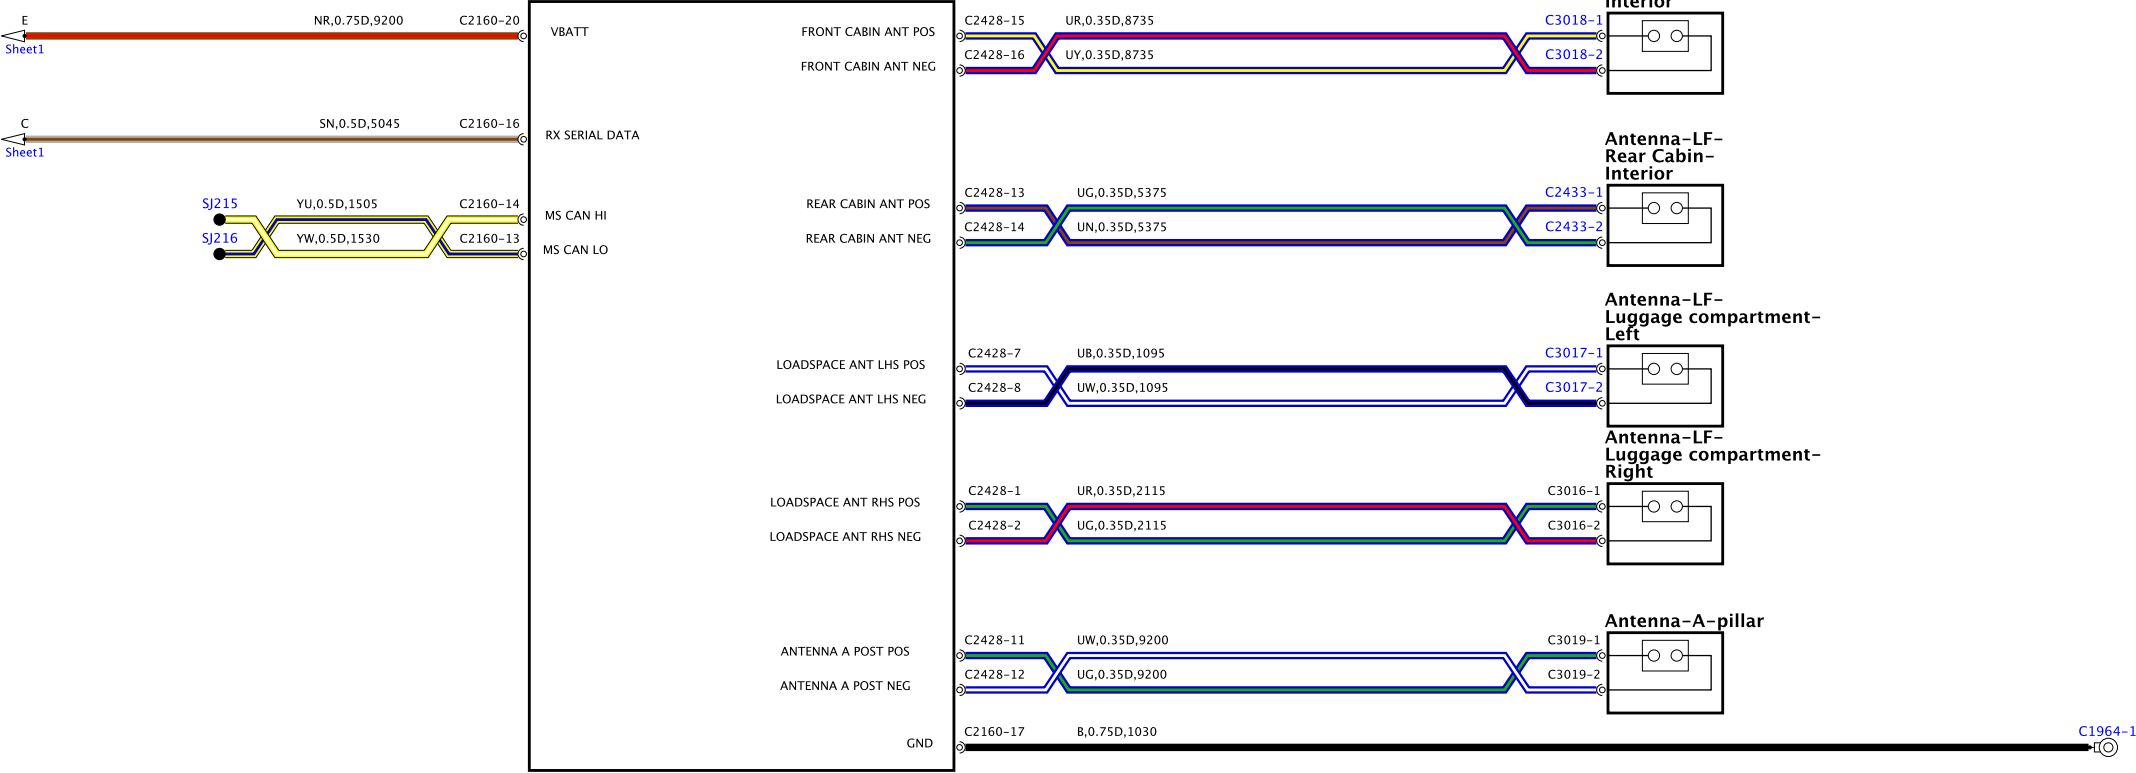 E
NR,0.75D,9200
C2160-20
Sheet1
VBATT
C
SN,0.5D,5045
C2160-16
Sheet1
RX SERIAL DATA
SJ215
YU,0.5D,1505
C2160-14
MS CAN HI
SJ216
YW,0.5D,1530
C2160-13
MS CAN LO
Interior
FRONT CABIN ANT POS
C2428-15
UR,0.35D,8735
C3018-1
FRONT CABIN ANT NEG
C2428-16
UY,0.35D,8735
C3018-2
Antenna-LF-
Rear Cabin-
Interior
REAR CABIN ANT POS
C2428-13
UG,0.35D,5375
C2433-1
REAR CABIN ANT NEG
C2428-14
UN,0.35D,5375
C2433-2
Antenna-LF-
Luggage compartment-
Left
LOADSPACE ANT LHS POS
C2428-7
UB,0.35D,1095
C3017-1
LOADSPACE ANT LHS NEG
C2428-8
UW,0.35D,1095
C3017-2
Antenna-LF-
Luggage compartment-
Right
LOADSPACE ANT RHS POS
C2428-1
UR,0.35D,2115
C3016-1
LOADSPACE ANT RHS NEG
C2428-2
UG,0.35D,2115
C3016-2
Antenna-A-pillar
ANTENNA A POST POS
C2428-11
UW,0.35D,9200
C3019-1
ANTENNA A POST NEG
C2428-12
UG,0.35D,9200
C3019-2
GND
C2160-17
B,0.75D,1030
C1964-1